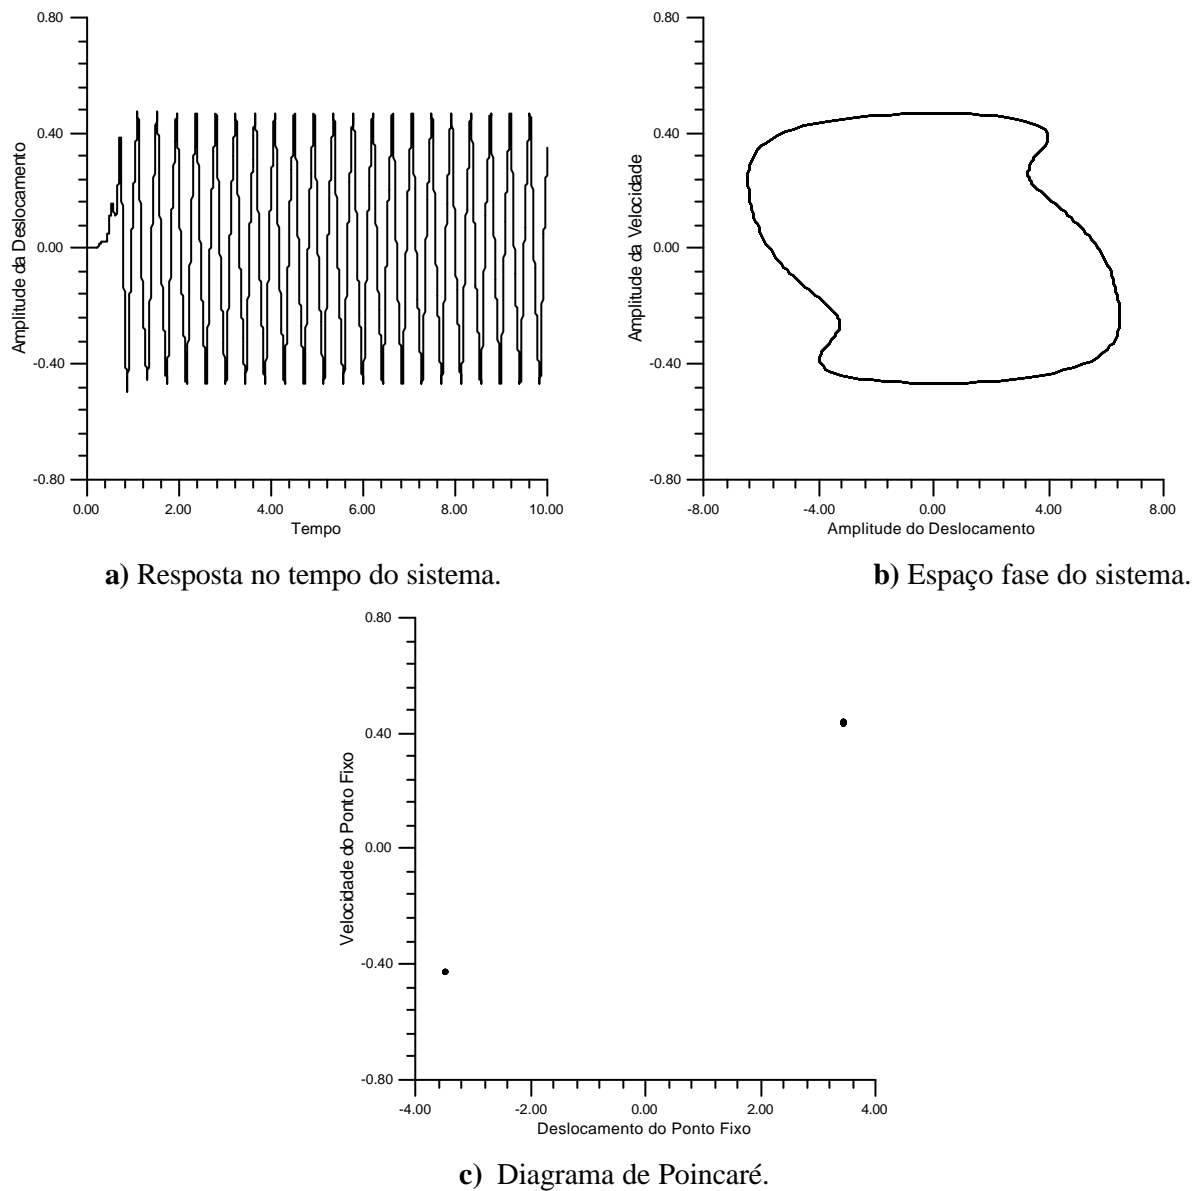 0.80
0.40
0.00
-0.40
-0.80
Amplitude da Deslocamento
0.00 2.00 4.00 6.00 8.00 10.00
Tempo
0.80
0.40
0.00
-0.40
-0.80
Amplitude da Velocidade
-8.00 -4.00 0.00 4.00 8.00
Amplitude do Deslocamento
a) Resposta no tempo do sistema.
b) Espaço fase do sistema.
0.80
0.40
0.00
-0.40
-0.80
Velocidade do Ponto Fixo
-4.00 -2.00 0.00 2.00 4.00
Deslocamento do Ponto Fixo
c) Diagrama de Poincaré.